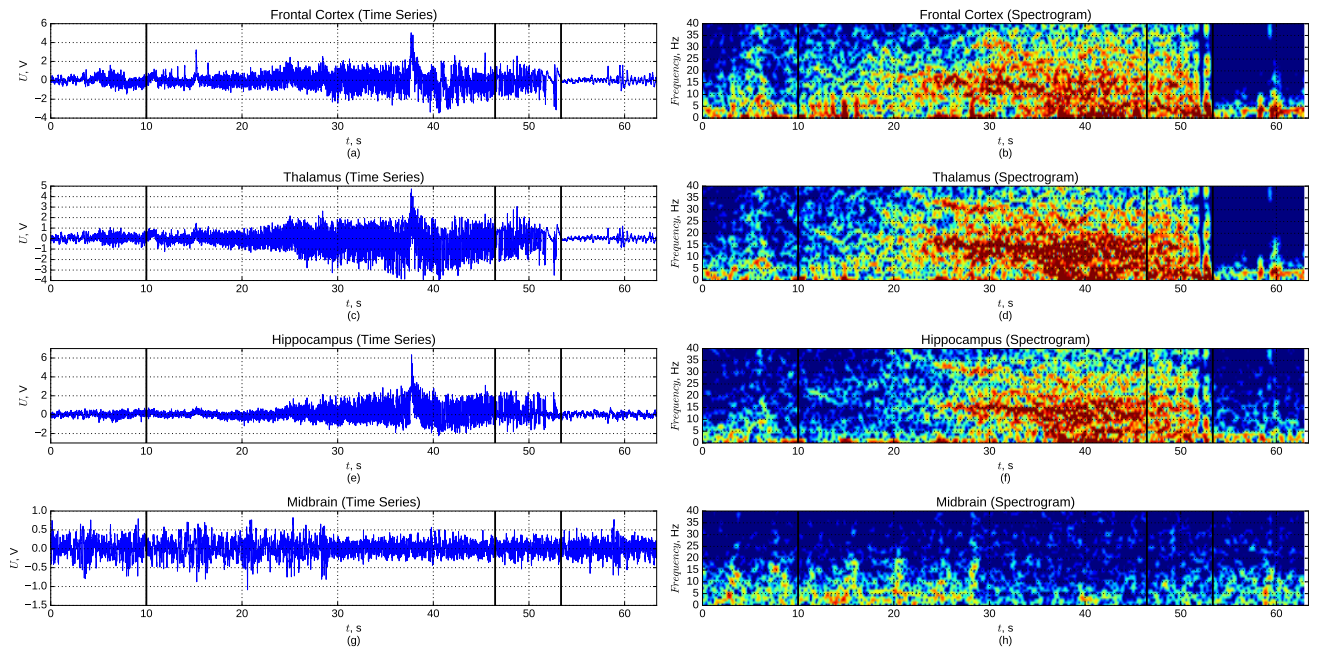 Frontal Cortex (Time Series)
6
4
2
0
−2
−4
U, V
0 10 20 30 40 50 60
t, s
(a)
Frontal Cortex (Spectrogram)
40
35
30
25
20
15
10
5
0
Frequency, Hz
0 10 20 30 40 50 60
t, s
(b)
Thalamus (Time Series)
5
4
3
2
1
0
−1
−2
−3
−4
U, V
0 10 20 30 40 50 60
t, s
(c)
Thalamus (Spectrogram)
40
35
30
25
20
15
10
5
0
Frequency, Hz
0 10 20 30 40 50 60
t, s
(d)
Hippocampus (Time Series)
6
4
2
0
−2
U, V
0 10 20 30 40 50 60
t, s
(e)
Hippocampus (Spectrogram)
40
35
30
25
20
15
10
5
0
Frequency, Hz
0 10 20 30 40 50 60
t, s
(f)
Midbrain (Time Series)
1.0
0.5
0.0
−0.5
−1.0
−1.5
U, V
0 10 20 30 40 50 60
t, s
(g)
Midbrain (Spectrogram)
40
35
30
25
20
15
10
5
0
Frequency, Hz
0 10 20 30 40 50 60
t, s
(h)